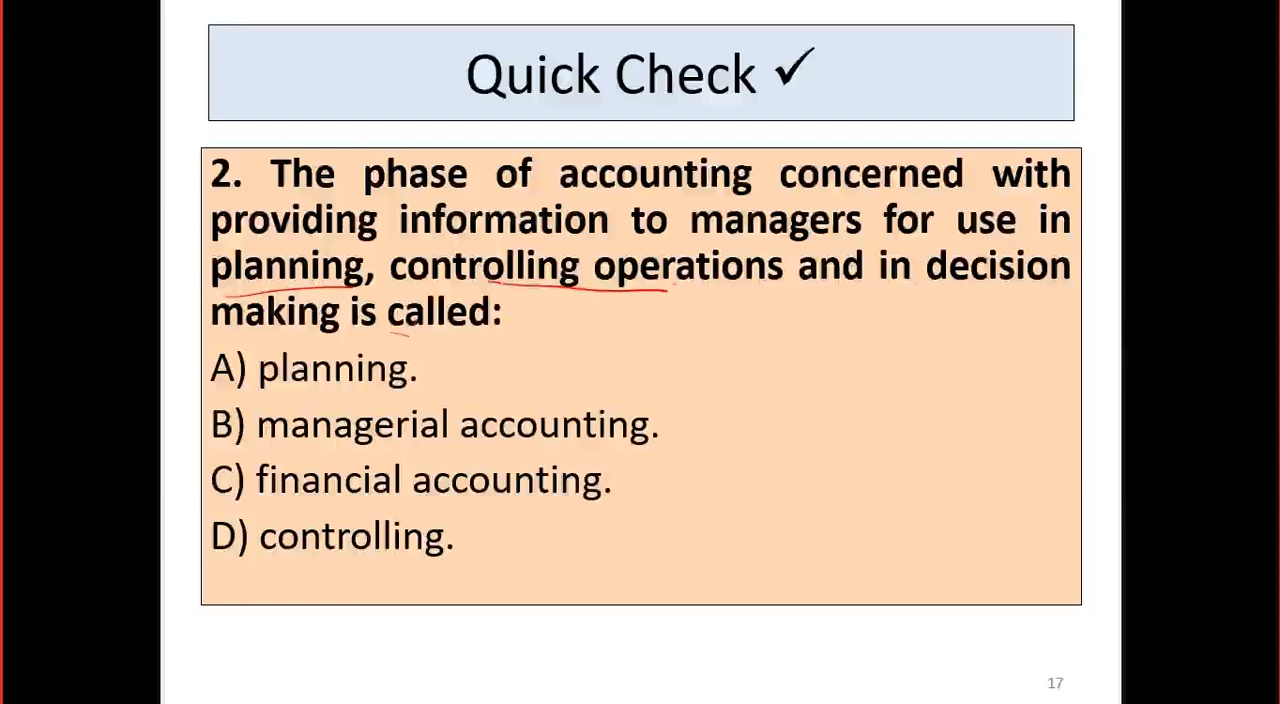 Quick Check ✓
2. The phase of accounting concerned with
providing information to managers for use in
planning, controlling operations and in decision
making is called:
A) planning.
B) managerial accounting.
C) financial accounting.
D) controlling.
17